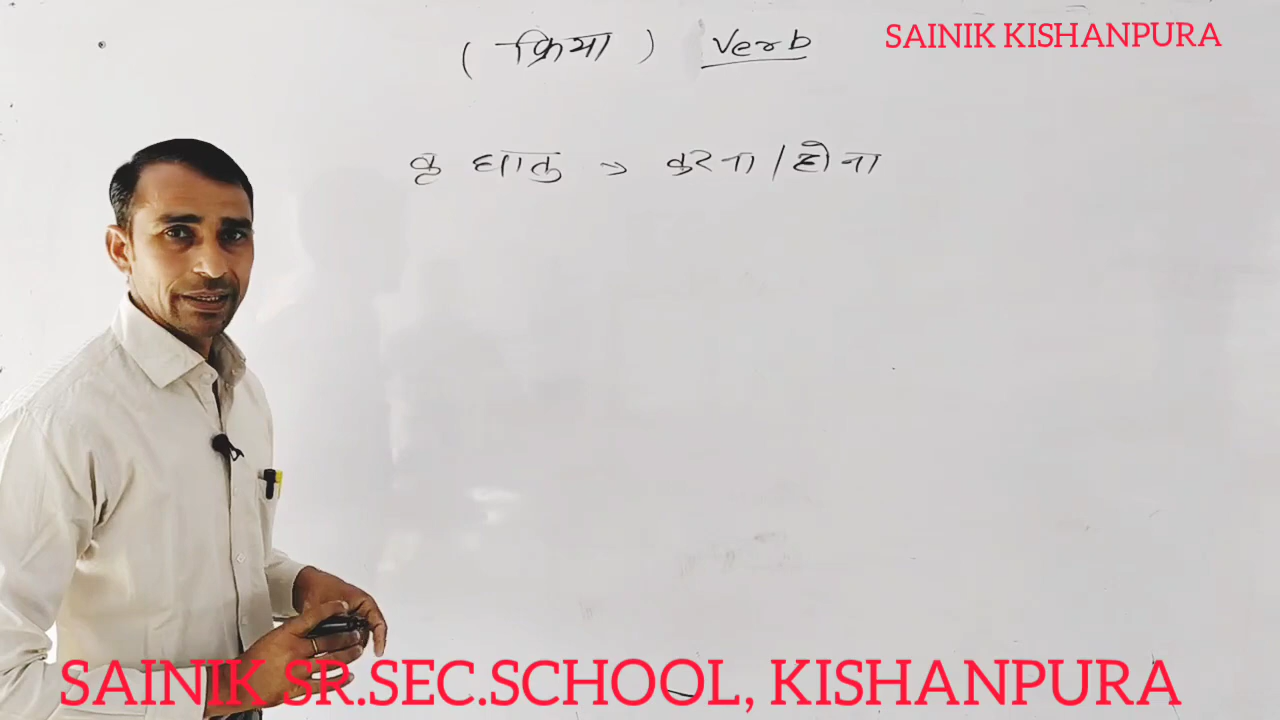 ( क्रिया ) Verb
SAINIK KISHANPURA
कृ धातु → करना/होना
SAINIK SR.SEC.SCHOOL, KISHANPURA